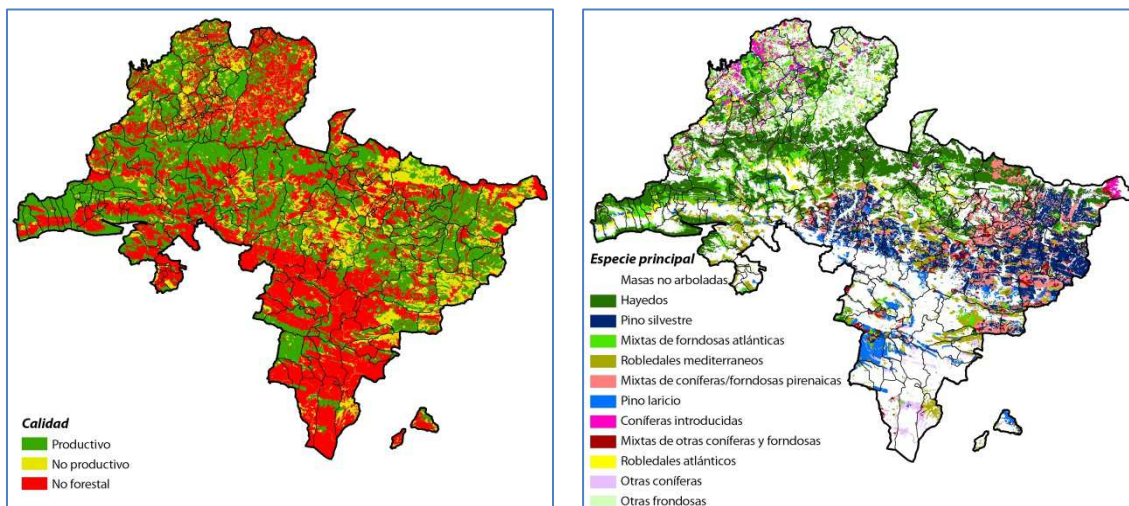 Calidad
Productivo
No productivo
No forestal
Especie principal
Masas no arboladas
Hayedos
Pino silvestre
Mixtas de forndosas atlánticas
Robledales mediterraneos
Mixtas de coníferas/forndosas pirenaicas
Pino laricio
Coníferas introducidas
Mixtas de otras coníferas y forndosas
Robledales atlánticos
Otras coníferas
Otras frondosas